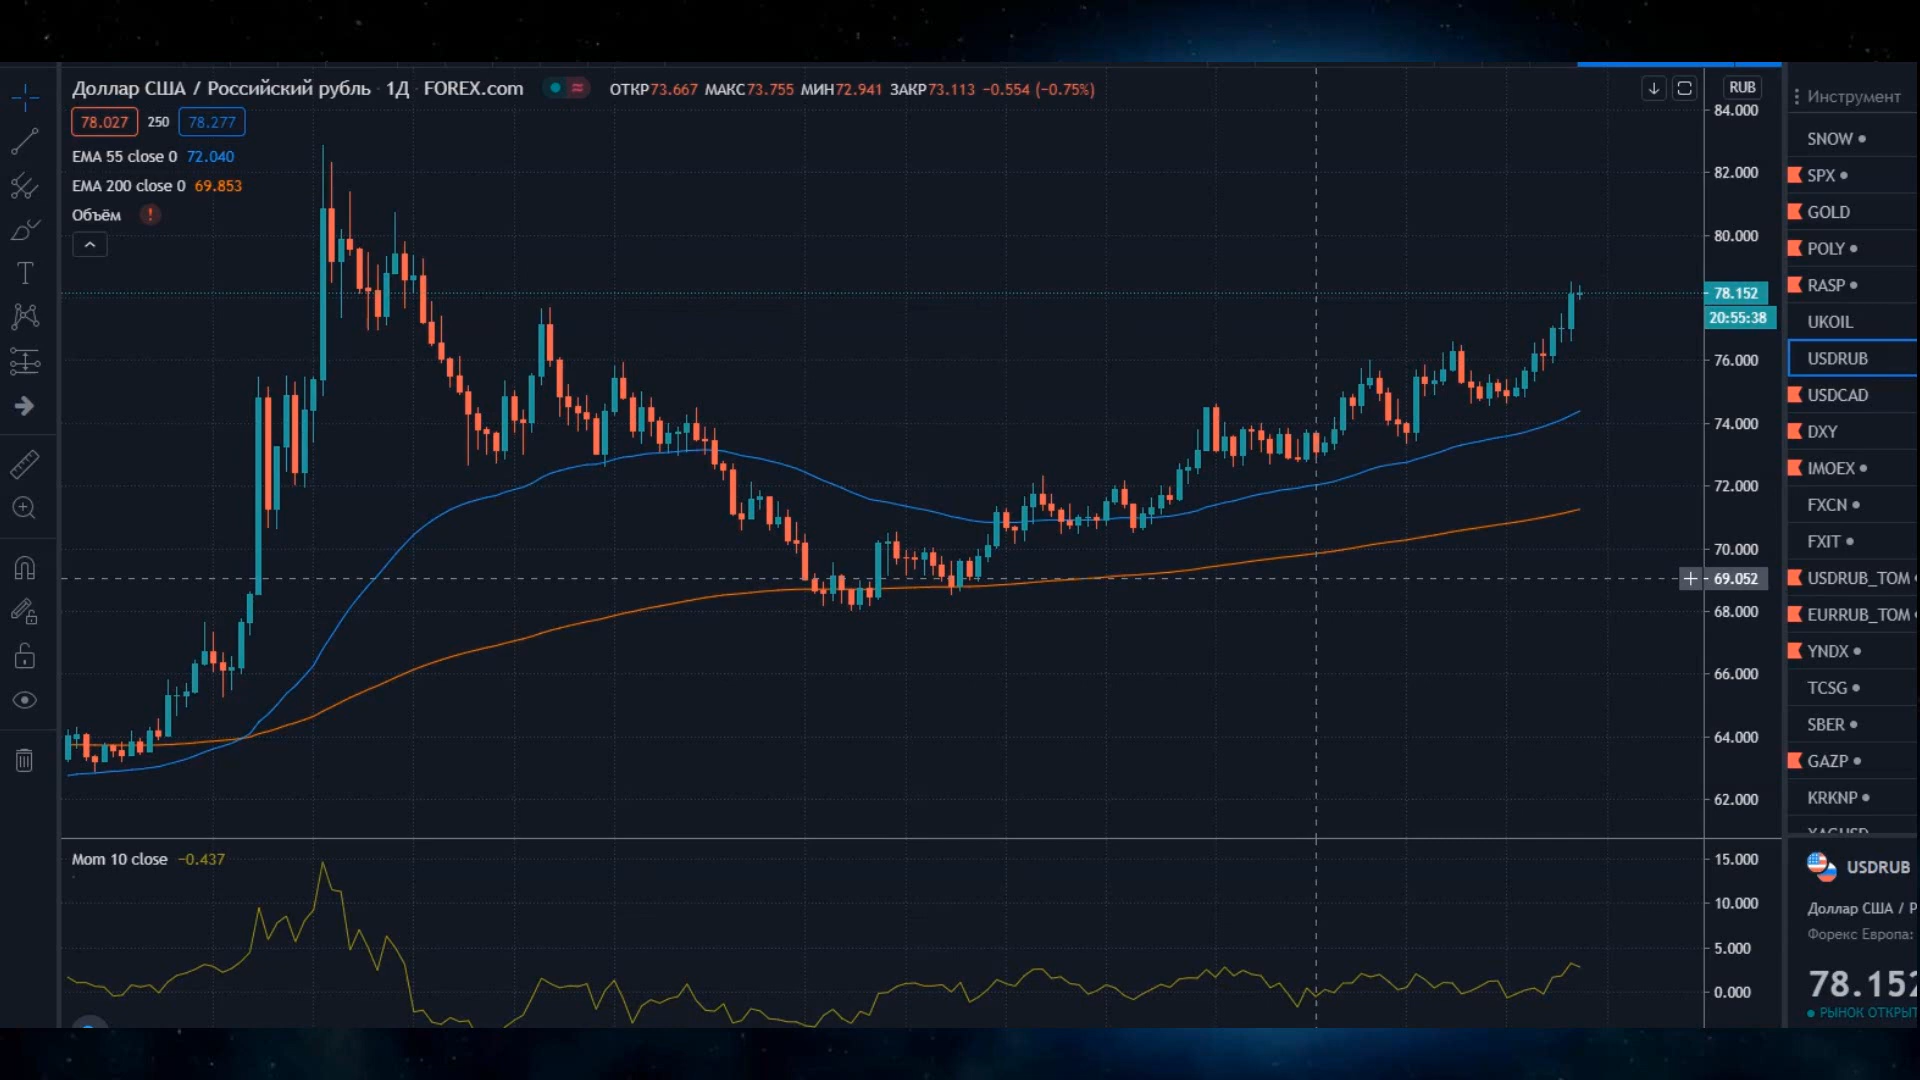 Доллар США / Российский рубль · 1Д · FOREX.com ОТКР73.667 МАКС73.755 МИН72.941 ЗАКР73.113 −0.554 (−0.75%)
78.027 250 78.277
EMA 55 close 0 72.040
EMA 200 close 0 69.853
Объём !
RUB
84.000
82.000
80.000
78.152
20:55:38
76.000
74.000
72.000
70.000
69.052
68.000
66.000
64.000
62.000
Mom 10 close −0.437
15.000
10.000
5.000
0.000
Инструмент
SNOW
SPX
GOLD
POLY
RASP
UKOIL
USDRUB
USDCAD
DXY
IMOEX
FXCN
FXIT
USDRUB_TOM
EURRUB_TOM
YNDX
TCSG
SBER
GAZP
KRKNP
USDRUB
Доллар США /
Форекс Европа:
78.152
РЫНОК ОТКРЫТ